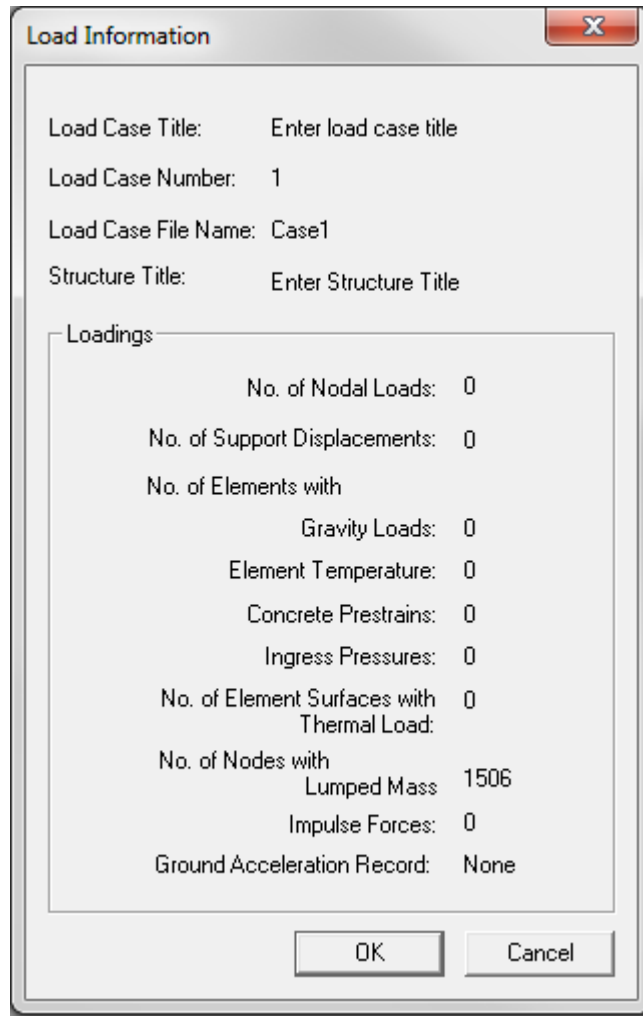 Load Information
Load Case Title: Enter load case title
Load Case Number: 1
Load Case File Name: Case1
Structure Title: Enter Structure Title
Loadings
No. of Nodal Loads: 0
No. of Support Displacements: 0
No. of Elements with
Gravity Loads: 0
Element Temperature: 0
Concrete Prestrains: 0
Ingress Pressures: 0
No. of Element Surfaces with 0
Thermal Load:
No. of Nodes with
Lumped Mass 1506
Impulse Forces: 0
Ground Acceleration Record: None
OK Cancel